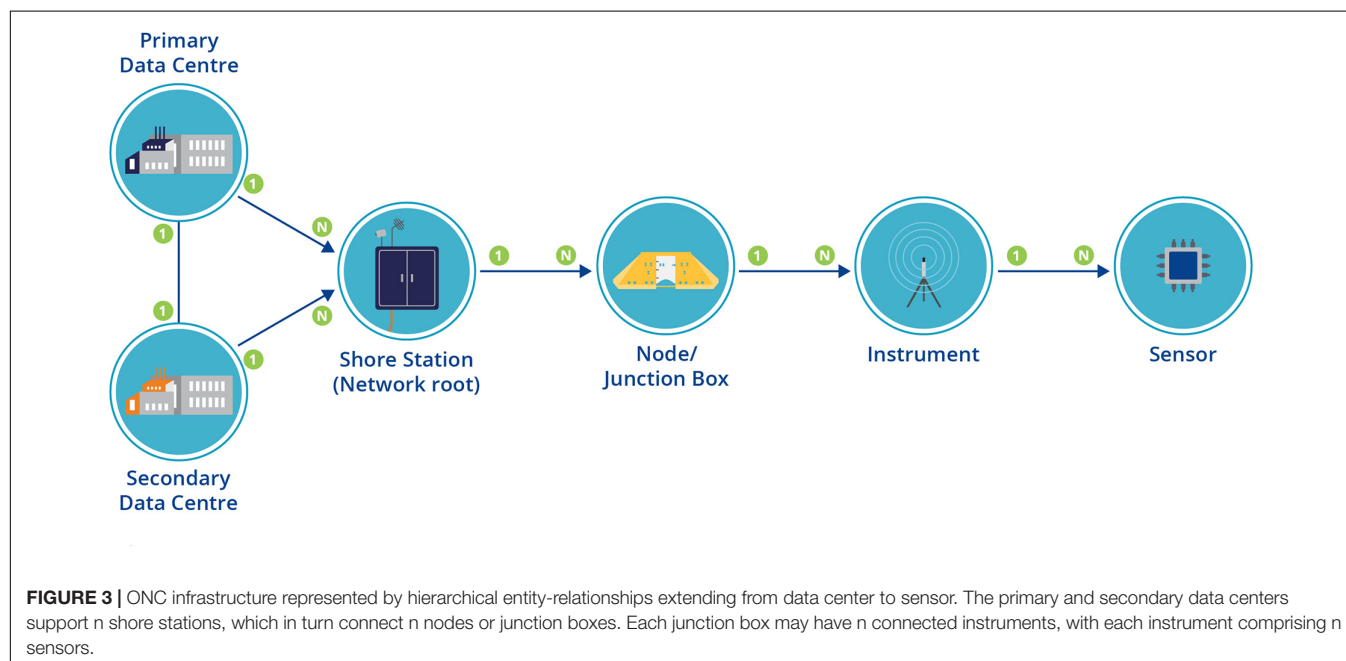 Primary
Data Centre
1
N
1
1
N
1
Secondary
Data Centre
Shore Station
(Network root)
1
N
Node/
Junction Box
1
N
Instrument
1
N
Sensor
FIGURE 3 | ONC infrastructure represented by hierarchical entity-relationships extending from data center to sensor. The primary and secondary data centers
support n shore stations, which in turn connect n nodes or junction boxes. Each junction box may have n connected instruments, with each instrument comprising n
sensors.